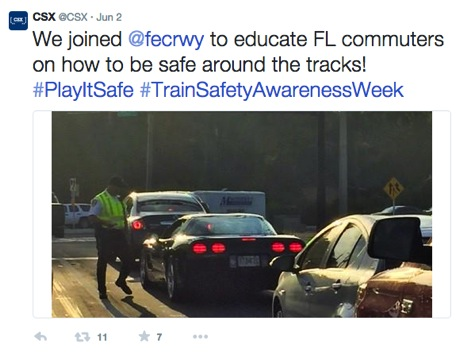 CSX
CSX @CSX · Jun 2
We joined @fecrwy to educate FL commuters
on how to be safe around the tracks!
#PlayItSafe #TrainSafetyAwarenessWeek
11 7